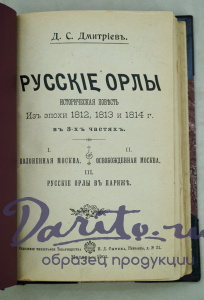 Д. С. Дмитріевъ.
РУССКІЕ ОРЛЫ
ИСТОРИЧЕСКАЯ ПОВѢСТЬ
Изъ эпохи 1812, 1813 и 1814 г.
въ 3-хъ частяхъ.
I. II.
ПОЛОНЕННАЯ МОСКВА. ОСВОБОЖДЕННАЯ МОСКВА.
III.
РУССКІЕ ОРЛЫ ВЪ ПАРИЖѢ.
Darito.ru
образец продукции